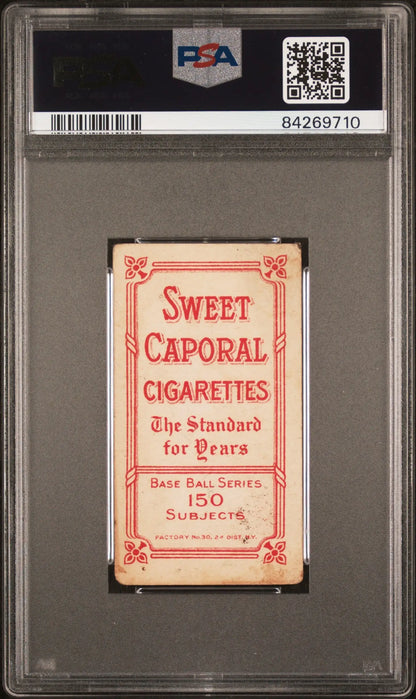 PSA
84269710
SWEET
CAPORAL
CIGARETTES
The Standard
for Years
BASE BALL SERIES
150
SUBJECTS
FACTORY No. 30, 2d DIST. N.Y.